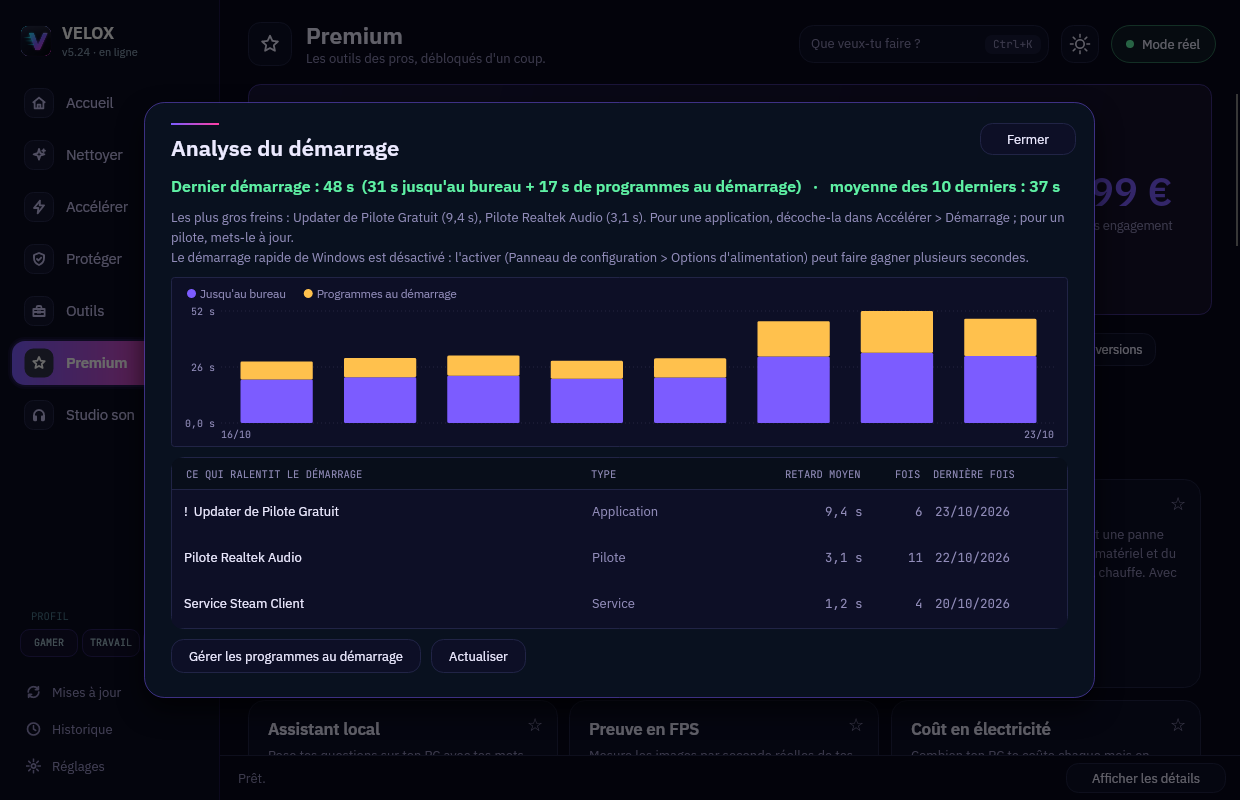 VELOX
v5.24 · en ligne
Premium
Les outils des pros, débloqués d'un coup.
Que veux-tu faire ?
Ctrl+K
Mode réel
Accueil
Nettoyer
Accélérer
Protéger
Outils
Premium
Studio son
PROFIL
GAMER
TRAVAIL
Mises à jour
Historique
Réglages
Analyse du démarrage
Fermer
Dernier démarrage : 48 s (31 s jusqu'au bureau + 17 s de programmes au démarrage) · moyenne des 10 derniers : 37 s
Les plus gros freins : Updater de Pilote Gratuit (9,4 s), Pilote Realtek Audio (3,1 s). Pour une application, décoche-la dans Accélérer > Démarrage ; pour un
pilote, mets-le à jour.
Le démarrage rapide de Windows est désactivé : l'activer (Panneau de configuration > Options d'alimentation) peut faire gagner plusieurs secondes.
Jusqu'au bureau
Programmes au démarrage
52 s
26 s
0,0 s
16/10
23/10
CE QUI RALENTIT LE DÉMARRAGE TYPE RETARD MOYEN FOIS DERNIÈRE FOIS
! Updater de Pilote Gratuit Application 9,4 s 6 23/10/2026
Pilote Realtek Audio Pilote 3,1 s 11 22/10/2026
Service Steam Client Service 1,2 s 4 20/10/2026
Gérer les programmes au démarrage
Actualiser
99 €
s engagement
versions
t une panne
matériel et du
chauffe. Avec
Assistant local
Preuve en FPS
Coût en électricité
Prêt.
Afficher les détails